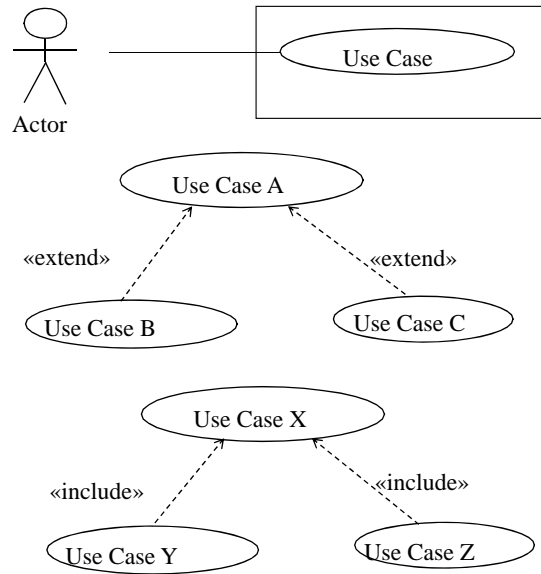 Use Case
Actor
Use Case A
«extend»
«extend»
Use Case B
Use Case C
Use Case X
«include»
«include»
Use Case Y
Use Case Z